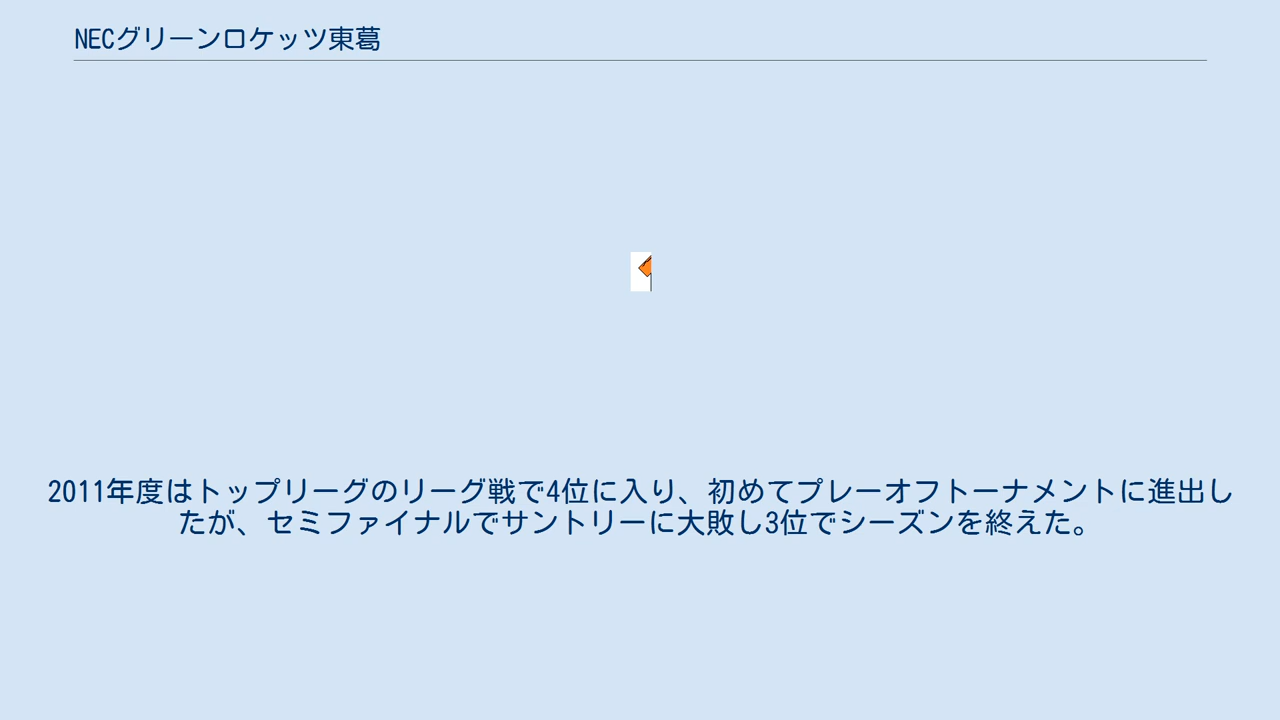 NECグリーンロケッツ東葛
2011年度はトップリーグのリーグ戦で4位に入り、初めてプレーオフトーナメントに進出し
たが、セミファイナルでサントリーに大敗し3位でシーズンを終えた。